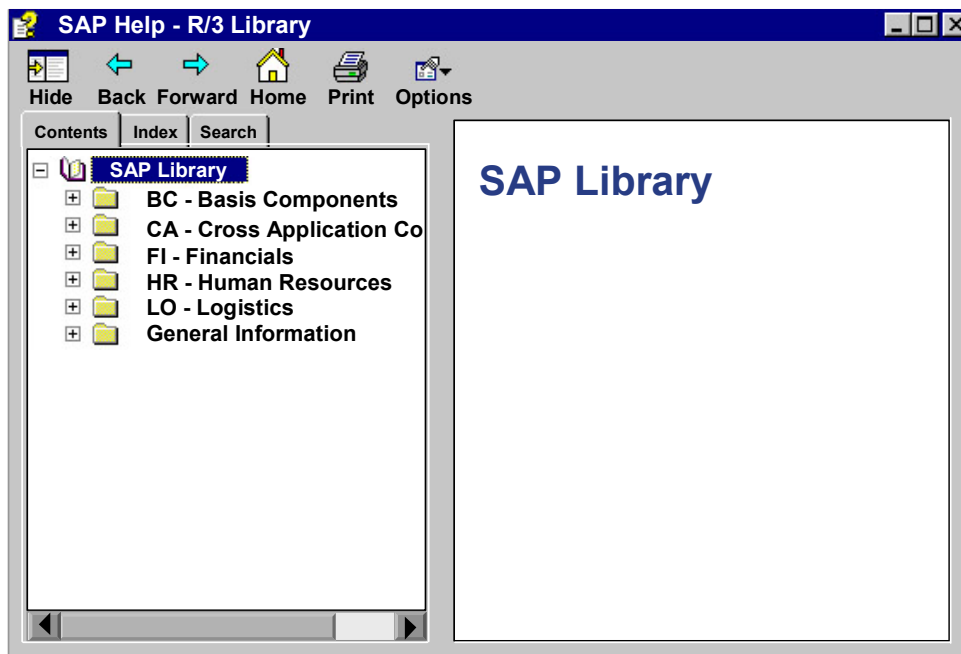 SAP Help - R/3 Library
Hide Back Forward Home Print Options
Contents Index Search
SAP Library
BC - Basis Components
CA - Cross Application Co
FI - Financials
HR - Human Resources
LO - Logistics
General Information
SAP Library